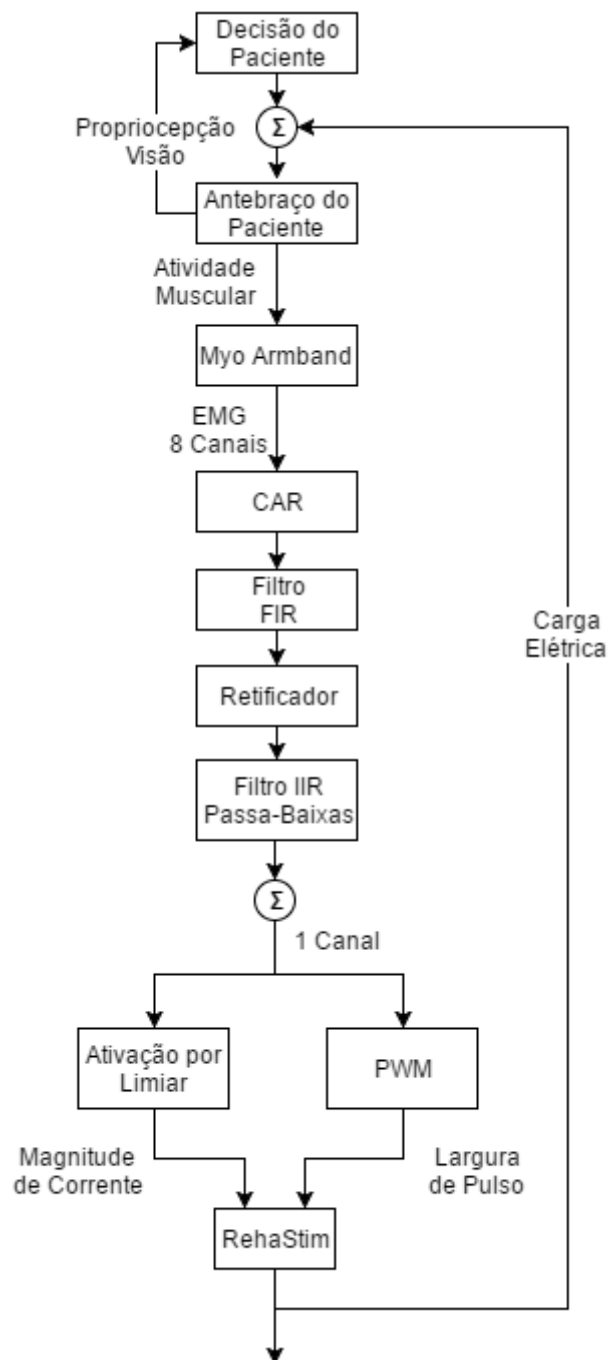 Decisão do
Paciente
Σ
Propriocepção
Visão
Antebraço do
Paciente
Atividade
Muscular
Myo Armband
EMG
8 Canais
CAR
Filtro
FIR
Carga
Elétrica
Retificador
Filtro IIR
Passa-Baixas
Σ
1 Canal
Ativação por
Limiar
PWM
Magnitude
de Corrente
Largura
de Pulso
RehaStim